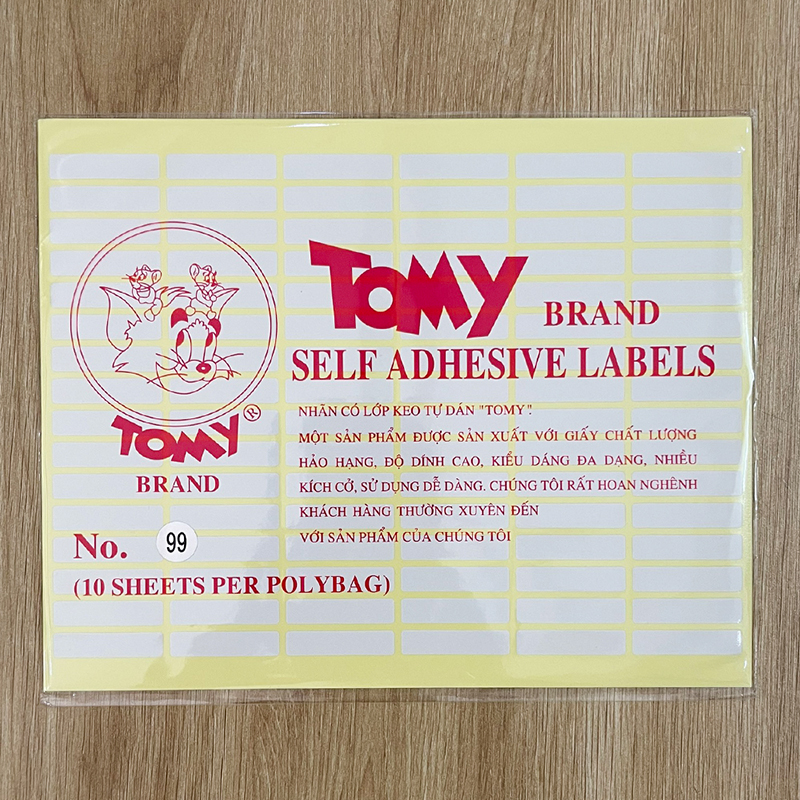 TOMY BRAND
SELF ADHESIVE LABELS
NHÃN CÓ LỚP KEO TỰ DÁN "TOMY".
MỘT SẢN PHẨM ĐƯỢC SẢN XUẤT VỚI GIẤY CHẤT LƯỢNG
HẢO HẠNG, ĐỘ DÍNH CAO, KIỂU DÁNG ĐA DẠNG, NHIỀU
KÍCH CỞ, SỬ DỤNG DỄ DÀNG. CHÚNG TÔI RẤT HOAN NGHÊNH
KHÁCH HÀNG THƯỜNG XUYÊN ĐẾN
VỚI SẢN PHẨM CỦA CHÚNG TÔI
TOMY ®
BRAND
No. 99
(10 SHEETS PER POLYBAG)